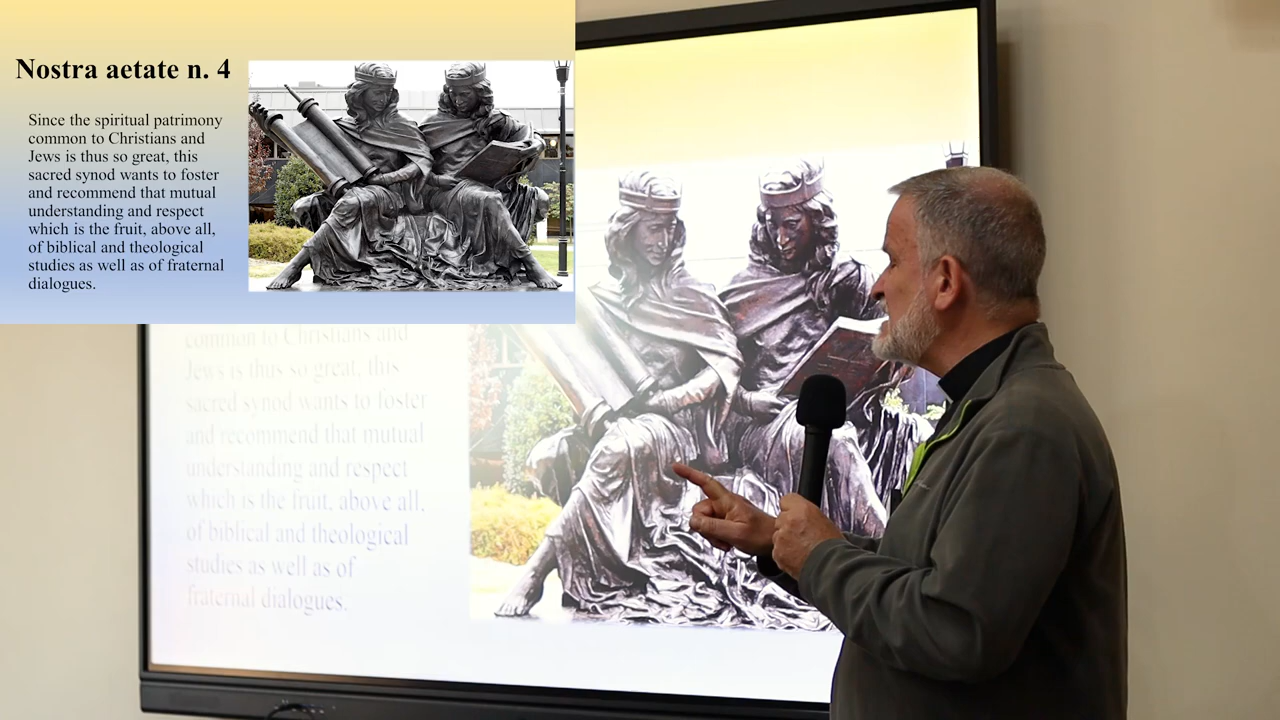 Nostra aetate n. 4
Since the spiritual patrimony
common to Christians and
Jews is thus so great, this
sacred synod wants to foster
and recommend that mutual
understanding and respect
which is the fruit, above all,
of biblical and theological
studies as well as of fraternal
dialogues.
common to Christians and
Jews is thus so great, this
sacred synod wants to foster
and recommend that mutual
understanding and respect
which is the fruit, above all,
of biblical and theological
studies as well as of
fraternal dialogues.